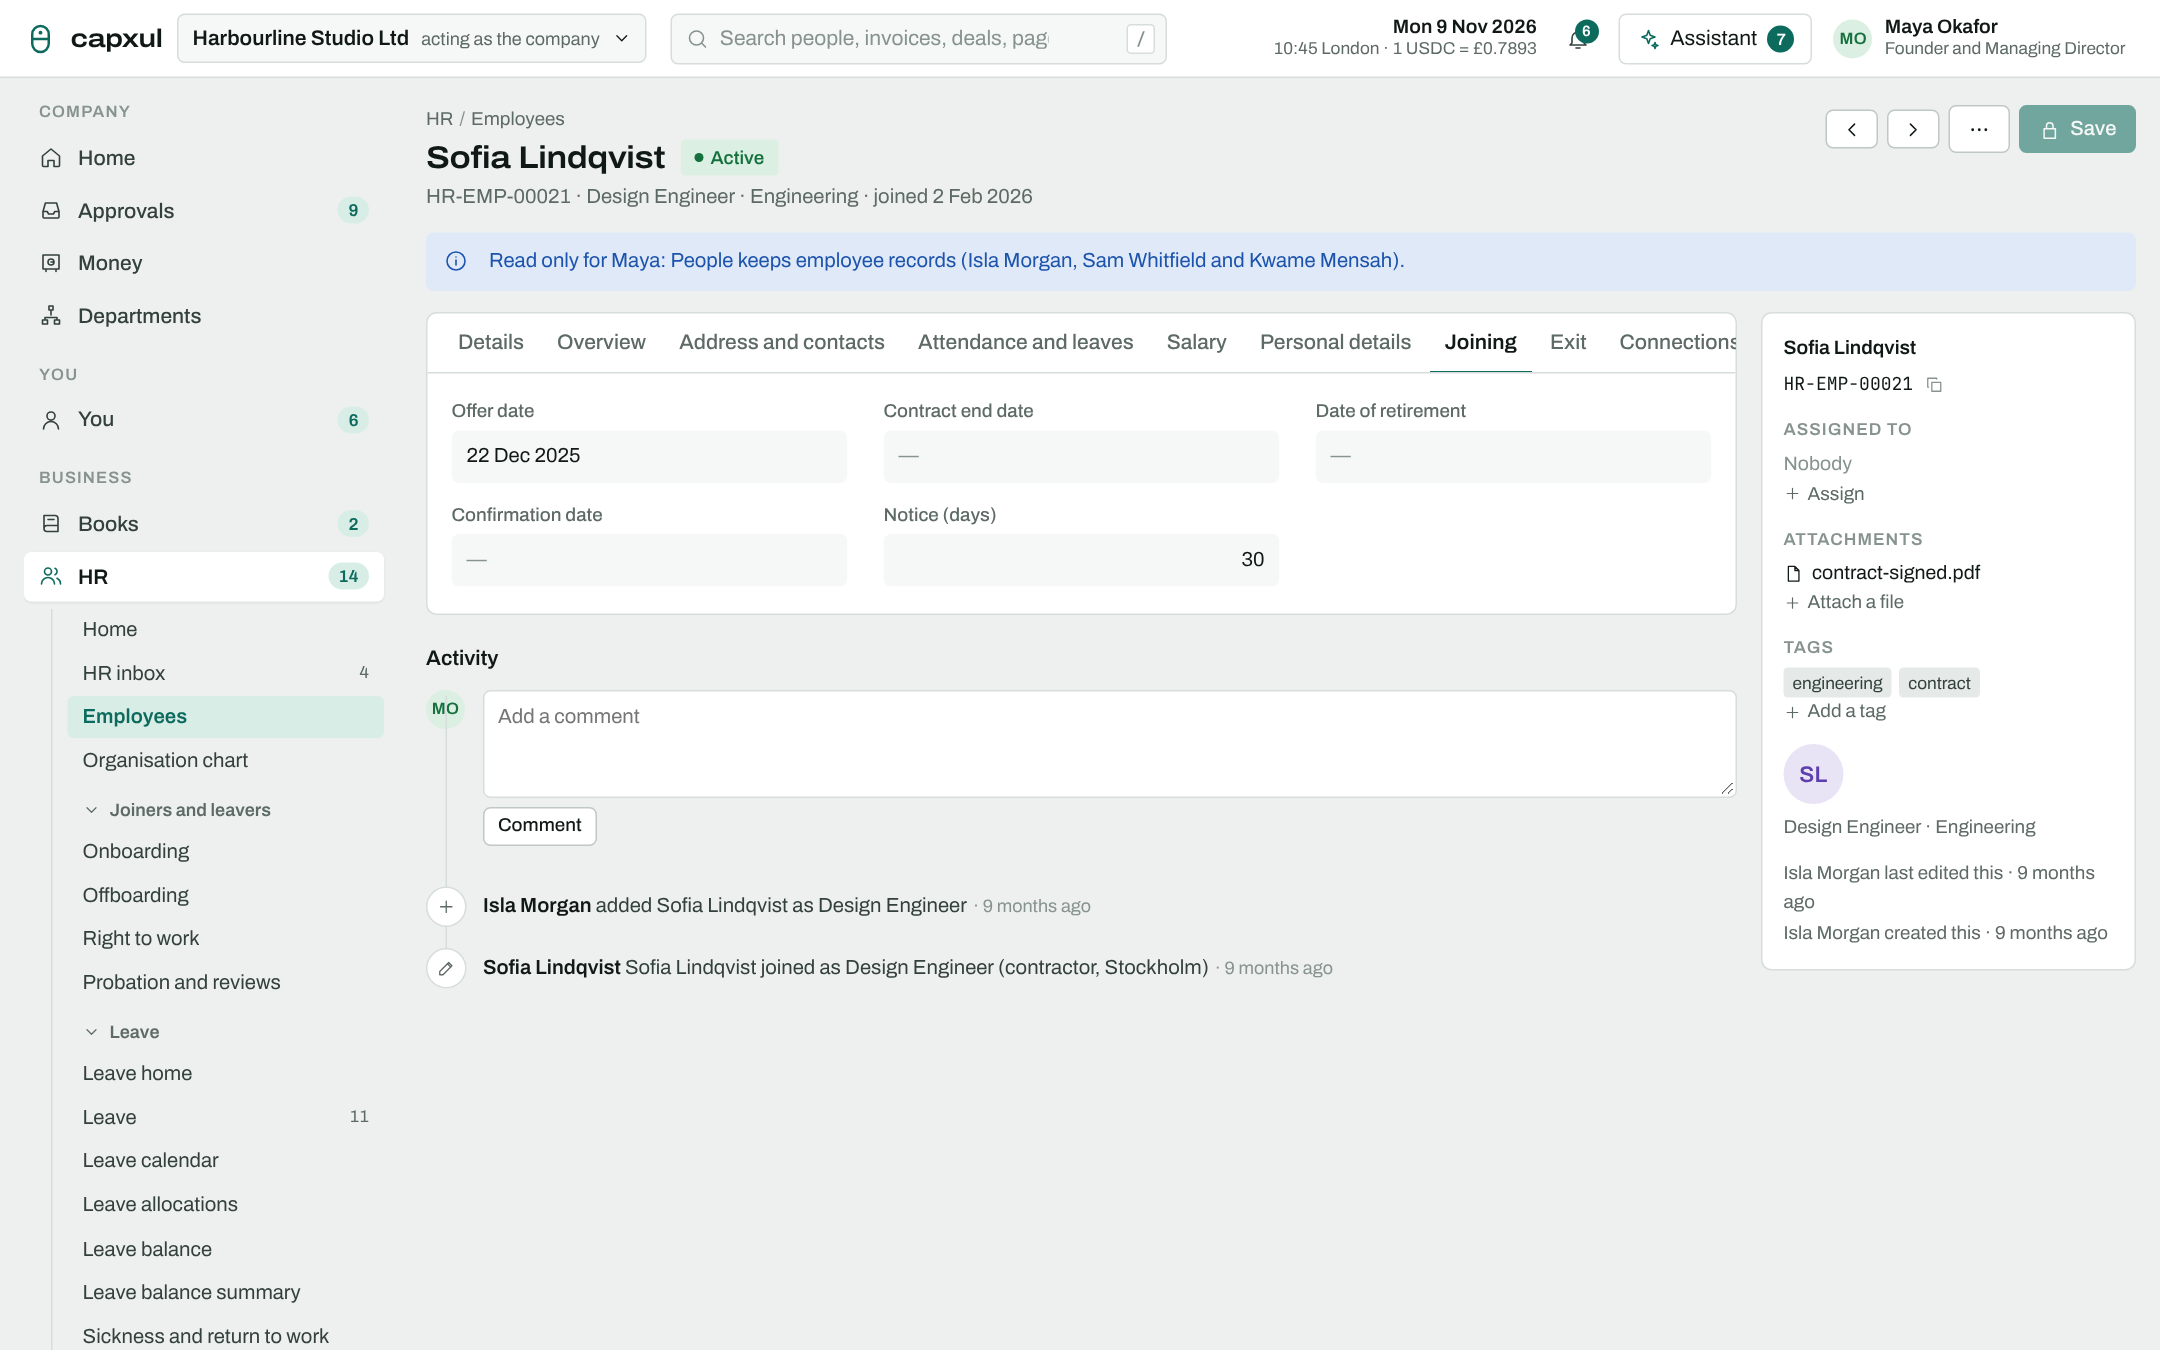 capxul
Harbourline Studio Ltd acting as the company
Search people, invoices, deals, pag
/
Mon 9 Nov 2026
10:45 London · 1 USDC = £0.7893
6
Assistant 7
MO
Maya Okafor
Founder and Managing Director
COMPANY
Home
Approvals 9
Money
Departments
YOU
You 6
BUSINESS
Books 2
HR 14
Home
HR inbox 4
Employees
Organisation chart
Joiners and leavers
Onboarding
Offboarding
Right to work
Probation and reviews
Leave
Leave home
Leave 11
Leave calendar
Leave allocations
Leave balance
Leave balance summary
Sickness and return to work
HR / Employees
Sofia Lindqvist Active
HR-EMP-00021 · Design Engineer · Engineering · joined 2 Feb 2026
... Save
Read only for Maya: People keeps employee records (Isla Morgan, Sam Whitfield and Kwame Mensah).
Details Overview Address and contacts Attendance and leaves Salary Personal details Joining Exit Connections
Offer date Contract end date Date of retirement
22 Dec 2025 — —
Confirmation date Notice (days)
— 30
Activity
MO
Add a comment
Comment
Isla Morgan added Sofia Lindqvist as Design Engineer · 9 months ago
Sofia Lindqvist Sofia Lindqvist joined as Design Engineer (contractor, Stockholm) · 9 months ago
Sofia Lindqvist
HR-EMP-00021
ASSIGNED TO
Nobody
+ Assign
ATTACHMENTS
contract-signed.pdf
+ Attach a file
TAGS
engineering contract
+ Add a tag
SL
Design Engineer · Engineering
Isla Morgan last edited this · 9 months
ago
Isla Morgan created this · 9 months ago